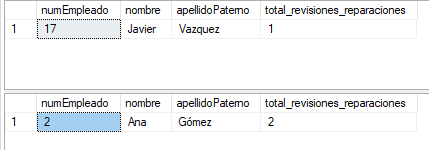 numEmpleado nombre apellidoPaterno total_revisiones_reparaciones
1 17 Javier Vazquez 1
numEmpleado nombre apellidoPaterno total_revisiones_reparaciones
1 2 Ana Gómez 2